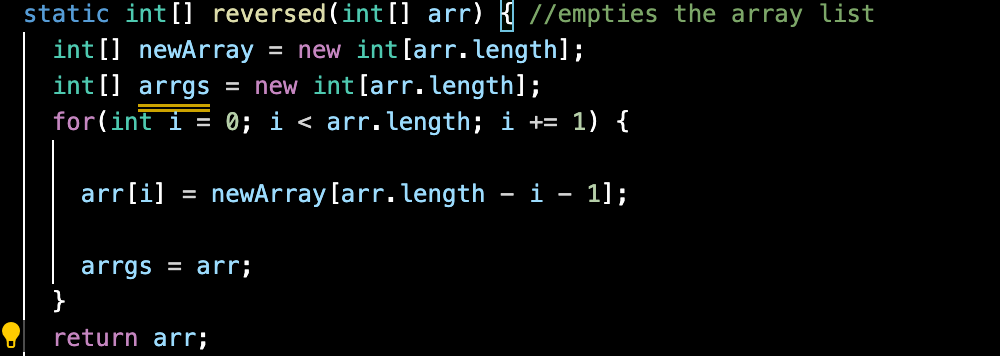 static int[] reversed(int[] arr) { //empties the array list
int[] newArray = new int[arr.length];
int[] arrgs = new int[arr.length];
for(int i = 0; i < arr.length; i += 1) {
arr[i] = newArray[arr.length - i - 1];
arrgs = arr;
}
return arr;